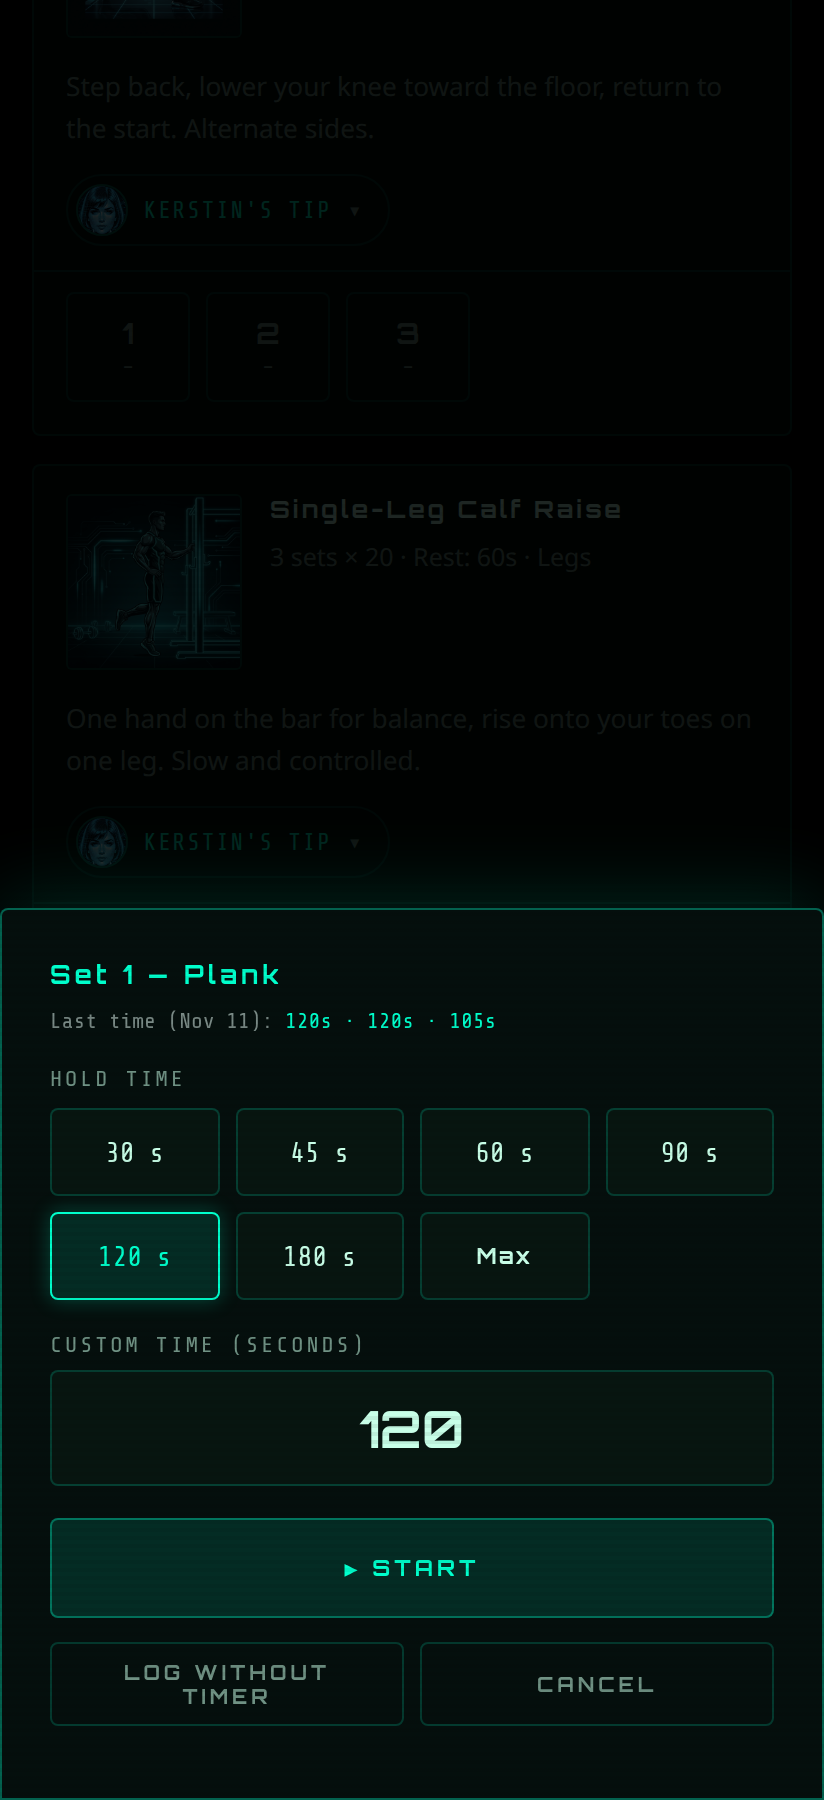 Step back, lower your knee toward the floor, return to
the start. Alternate sides.
KERSTIN'S TIP ▼
1
2
3
-
-
-
Single-Leg Calf Raise
3 sets × 20 · Rest: 60s · Legs
One hand on the bar for balance, rise onto your toes on
one leg. Slow and controlled.
KERSTIN'S TIP ▼
Set 1 – Plank
Last time (Nov 11): 120s · 120s · 105s
HOLD TIME
30 s
45 s
60 s
90 s
120 s
180 s
Max
CUSTOM TIME (SECONDS)
120
▸ START
LOG WITHOUT
TIMER
CANCEL